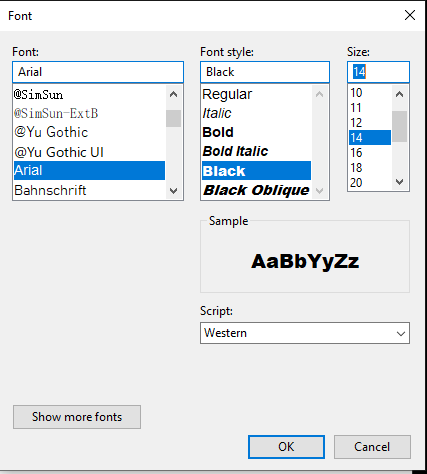 Font
Font:
Arial
@SimSun
@SimSun-ExtB
@Yu Gothic
@Yu Gothic UI
Arial
Bahnschrift
Font style:
Black
Regular
Italic
Bold
Bold Italic
Black
Black Oblique
Size:
14
10
11
12
14
16
18
20
Sample
AaBbYyZz
Script:
Western
Show more fonts
OK
Cancel